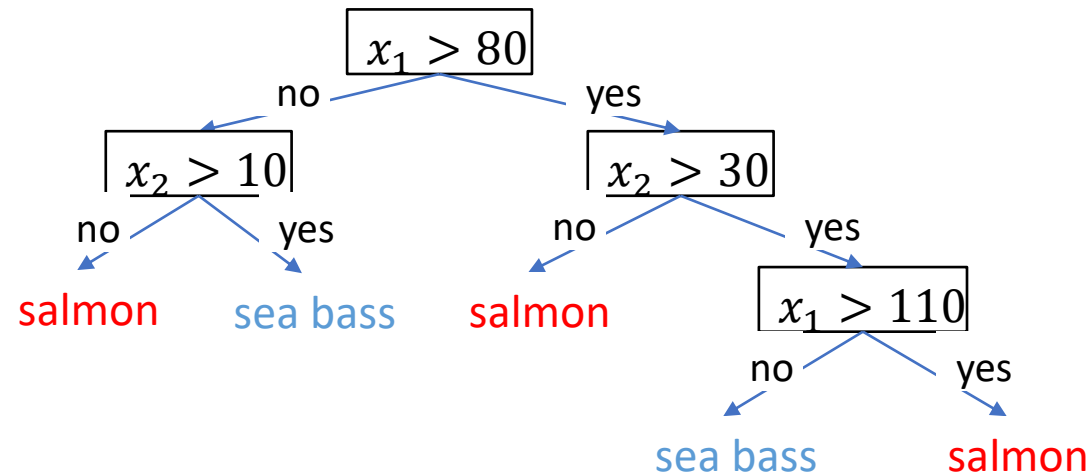 x₁ > 80
no yes
x₂ > 10 x₂ > 30
no yes no yes
salmon sea bass salmon x₁ > 110
no yes
sea bass salmon